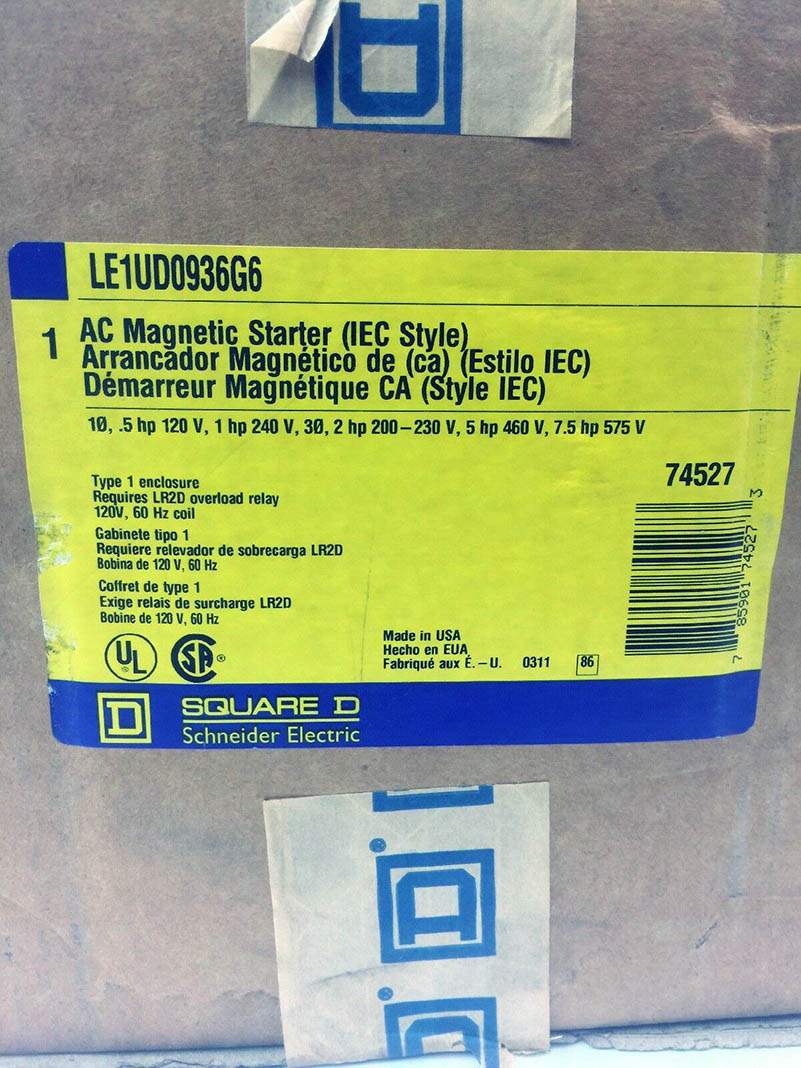 D
LE1UD0936G6
1
AC Magnetic Starter (IEC Style)
Arrancador Magnético de (ca) (Estilo IEC)
Démarreur Magnétique CA (Style IEC)
1Ø, .5 hp 120 V, 1 hp 240 V, 3Ø, 2 hp 200–230 V, 5 hp 460 V, 7.5 hp 575 V
74527
Type 1 enclosure
Requires LR2D overload relay
120V, 60 Hz coil
Gabinete tipo 1
Requiere relevador de sobrecarga LR2D
Bobina de 120 V, 60 Hz
Coffret de type 1
Exige relais de surcharge LR2D
Bobine de 120 V, 60 Hz
7 85901 74527 3
UL
SA ®
Made in USA
Hecho en EUA
Fabriqué aux É.–U. 0311 86
D SQUARE D
Schneider Electric
D
D